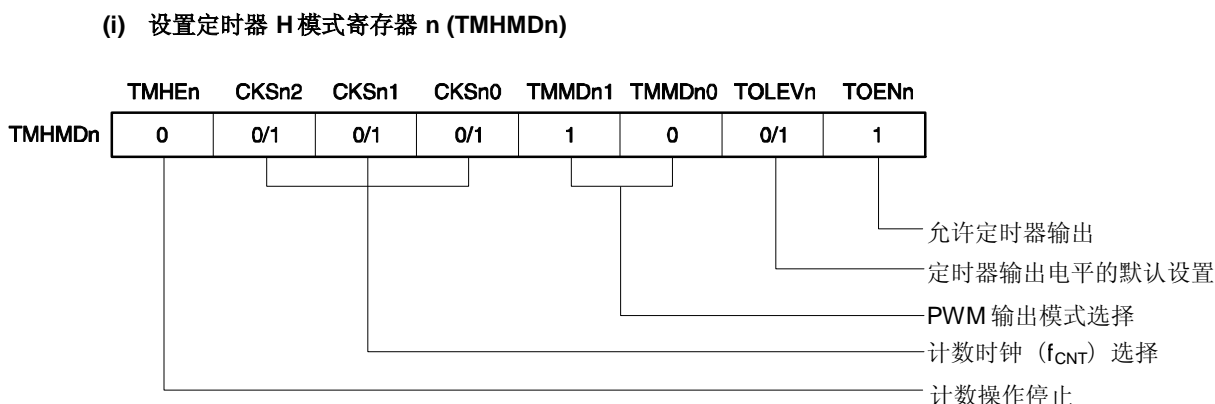 (i) 设置定时器 H 模式寄存器 n (TMHMDn)
TMHEn CKSn2 CKSn1 CKSn0 TMMDn1 TMMDn0 TOLEVn TOENn
TMHMDn 0 0/1 0/1 0/1 1 0 0/1 1
允许定时器输出
定时器输出电平的默认设置
PWM 输出模式选择
计数时钟（fCNT）选择
计数操作停止